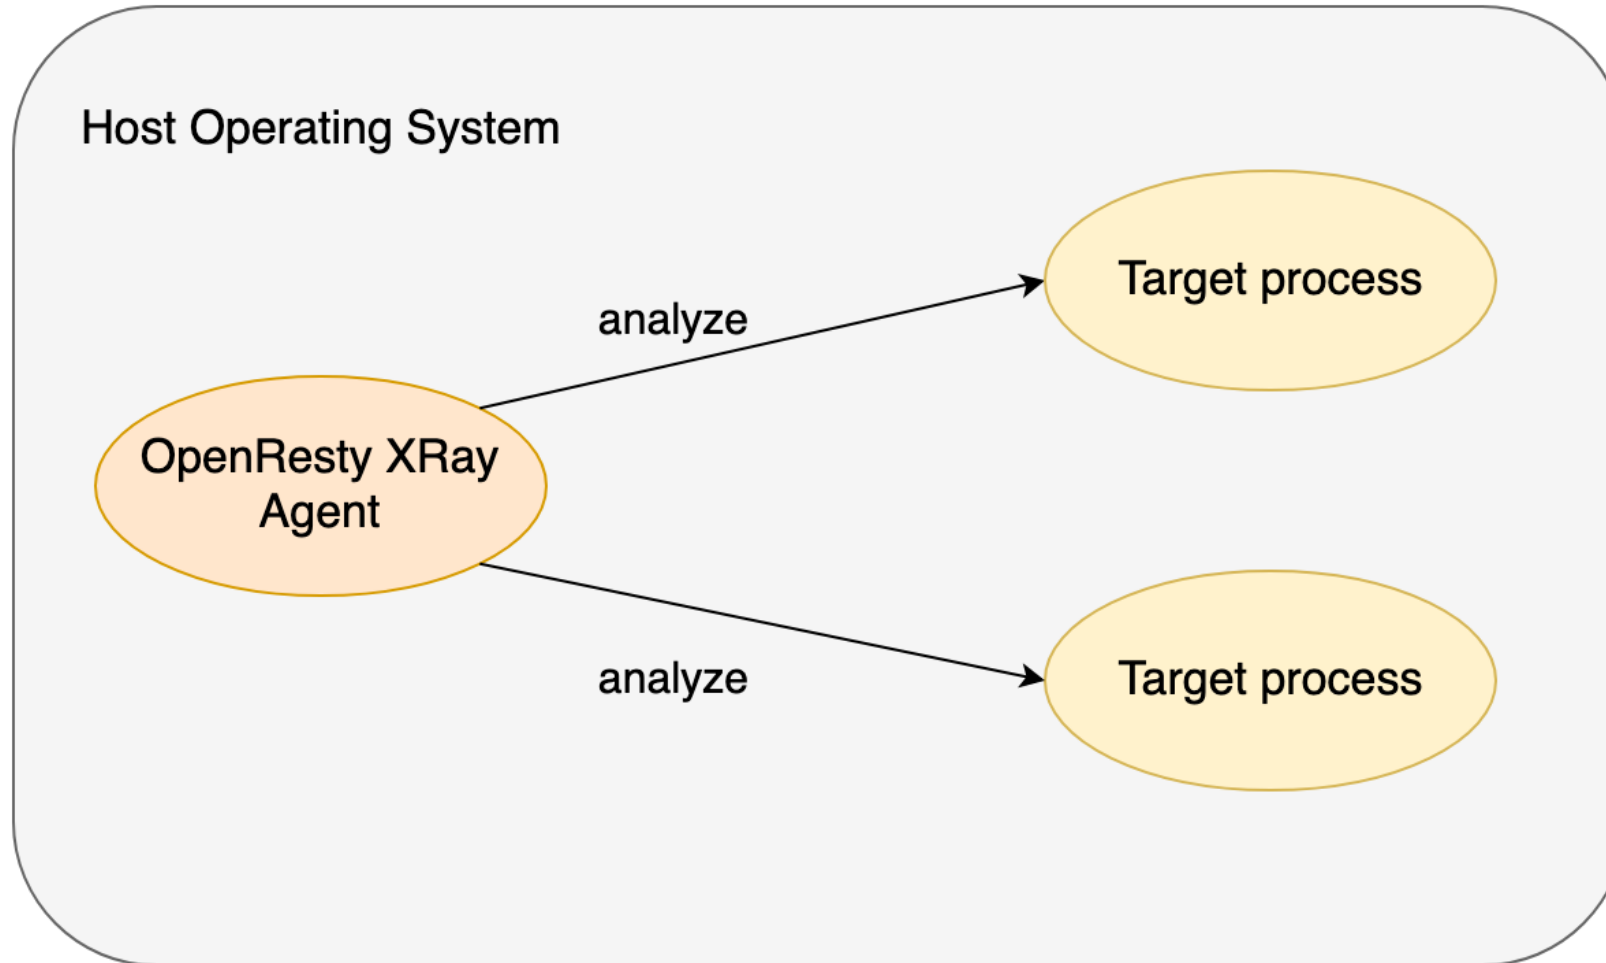 Host Operating System
Target process
analyze
OpenResty XRay
Agent
analyze
Target process